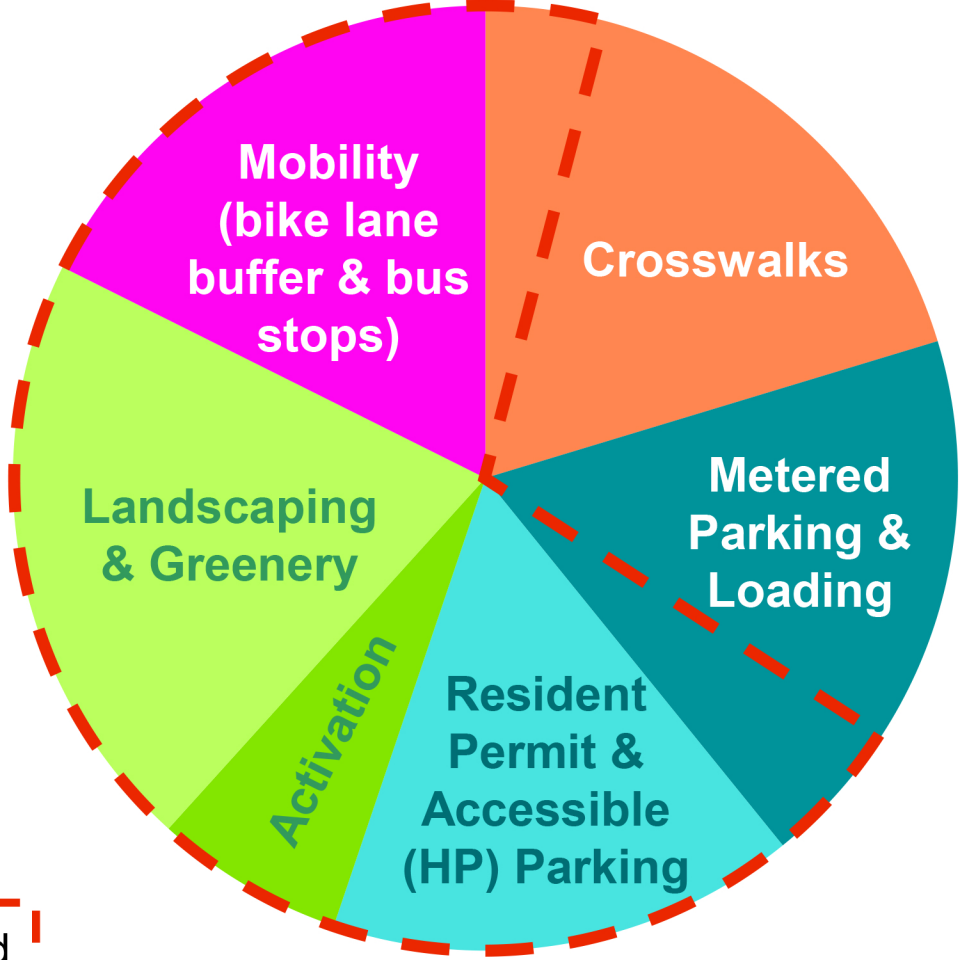 Mobility
(bike lane
buffer & bus
stops)
Crosswalks
Metered
Parking &
Loading
Landscaping
& Greenery
Activation
Resident
Permit &
Accessible
(HP) Parking